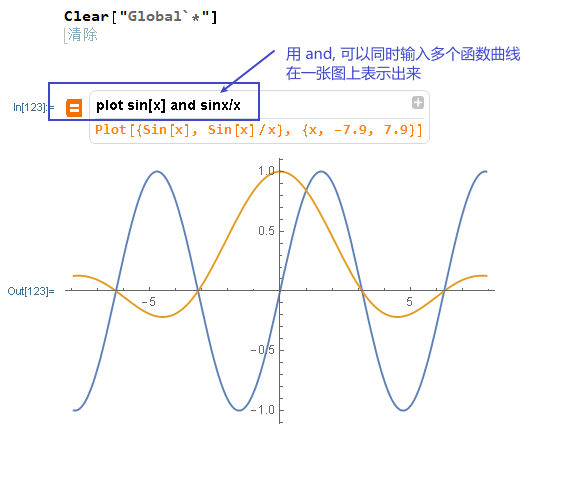 Clear["Global`*"]
清除
用 and, 可以同时输入多个函数曲线
在一张图上表示出来
In[123]:=
plot sin[x] and sinx/x
Plot[{Sin[x], Sin[x]/x}, {x, -7.9, 7.9}]
1.0
0.5
Out[123]=
-5
5
-0.5
-1.0